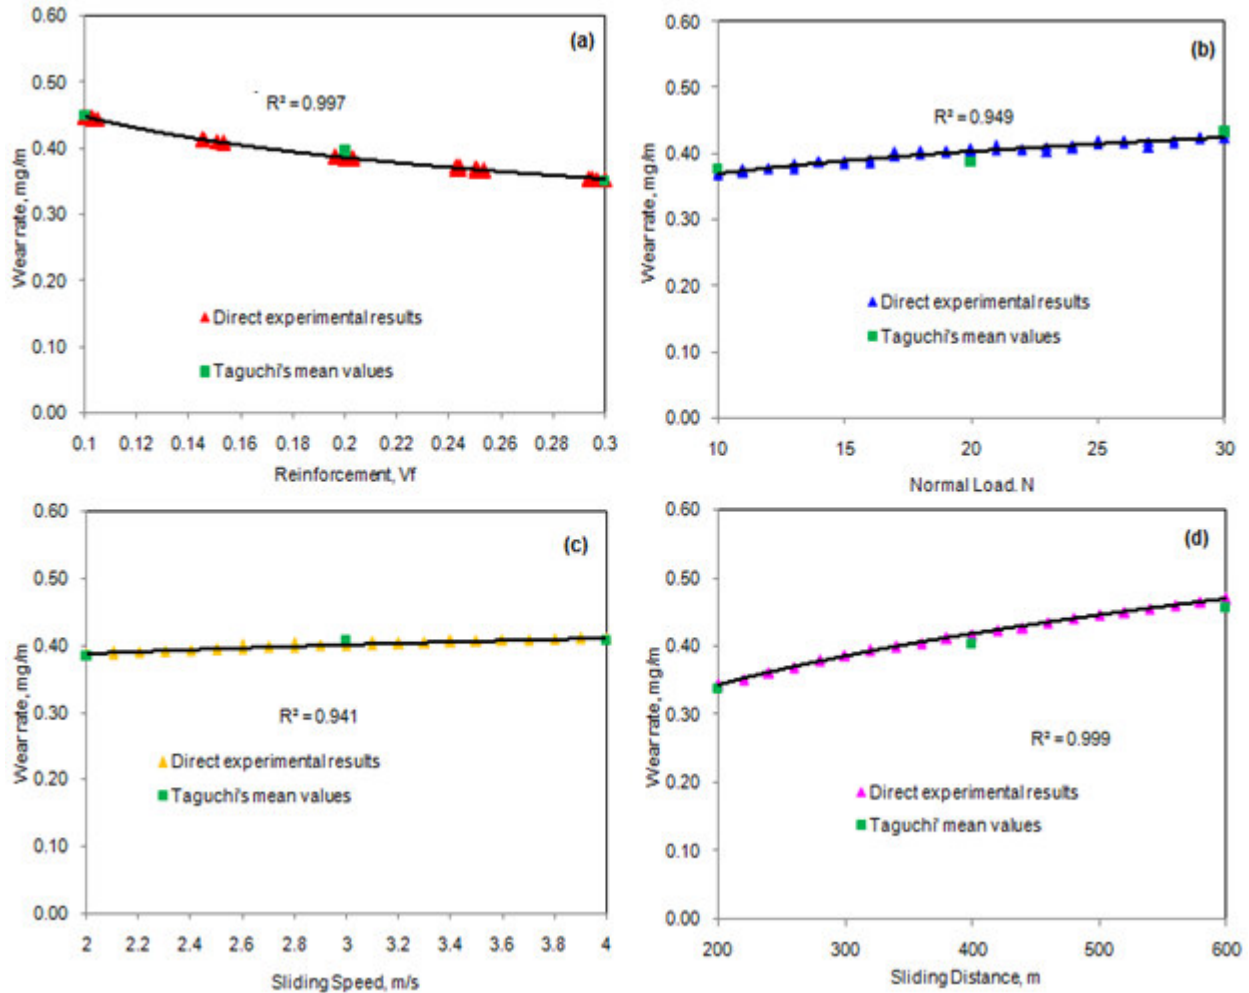 0.60
(a)
0.50
R² = 0.997
0.40
0.30
0.20
Direct experimental results
0.10
Taguchi's mean values
0.00
0.1 0.12 0.14 0.16 0.18 0.2 0.22 0.24 0.26 0.28 0.3
Reinforcement, Vf
Wear rate, mg/m
0.60
(b)
0.50
R² = 0.949
0.40
0.30
0.20
Direct experimental results
Taguchi's mean values
0.10
0.00
10 15 20 25 30
Normal Load. N
Wear rate, mg/m
0.60
(c)
0.50
0.40
0.30
R² = 0.941
0.20
Direct experimental results
Taguchi's mean values
0.10
0.00
2 2.2 2.4 2.6 2.8 3 3.2 3.4 3.6 3.8 4
Sliding Speed, m/s
Wear rate, mg/m
0.60
(d)
0.50
0.40
0.30
R² = 0.999
0.20
Direct experimental results
Taguchi' mean values
0.10
0.00
200 300 400 500 600
Sliding Distance, m
Wear rate, mg/m